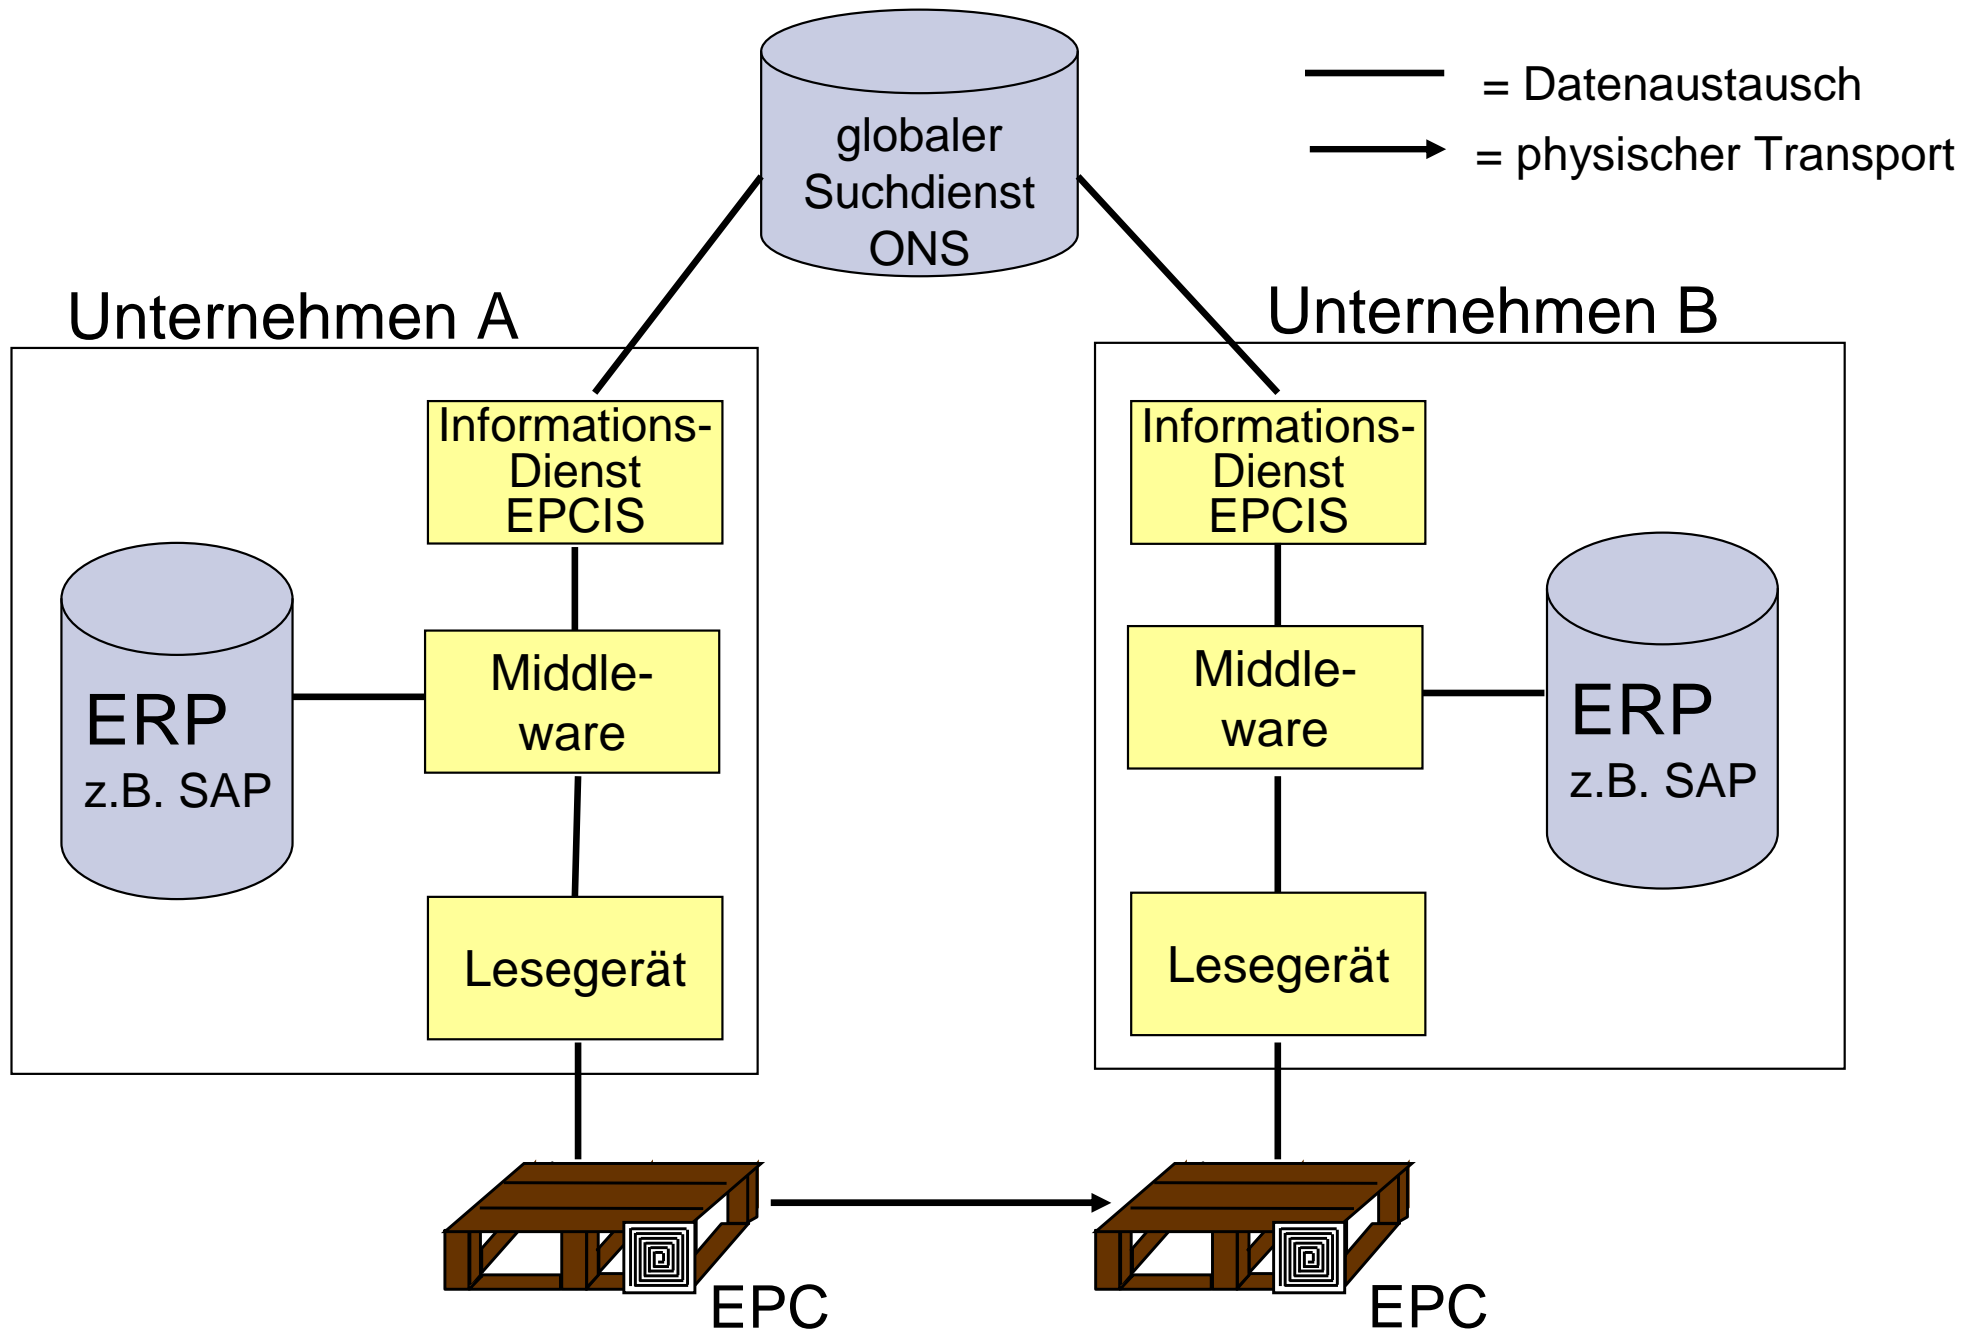 globaler
Suchdienst
ONS
= Datenaustausch
= physischer Transport
Unternehmen A
Informations-
Dienst
EPCIS
Middle-
ware
ERP
z.B. SAP
Lesegerät
EPC
Unternehmen B
Informations-
Dienst
EPCIS
Middle-
ware
ERP
z.B. SAP
Lesegerät
EPC